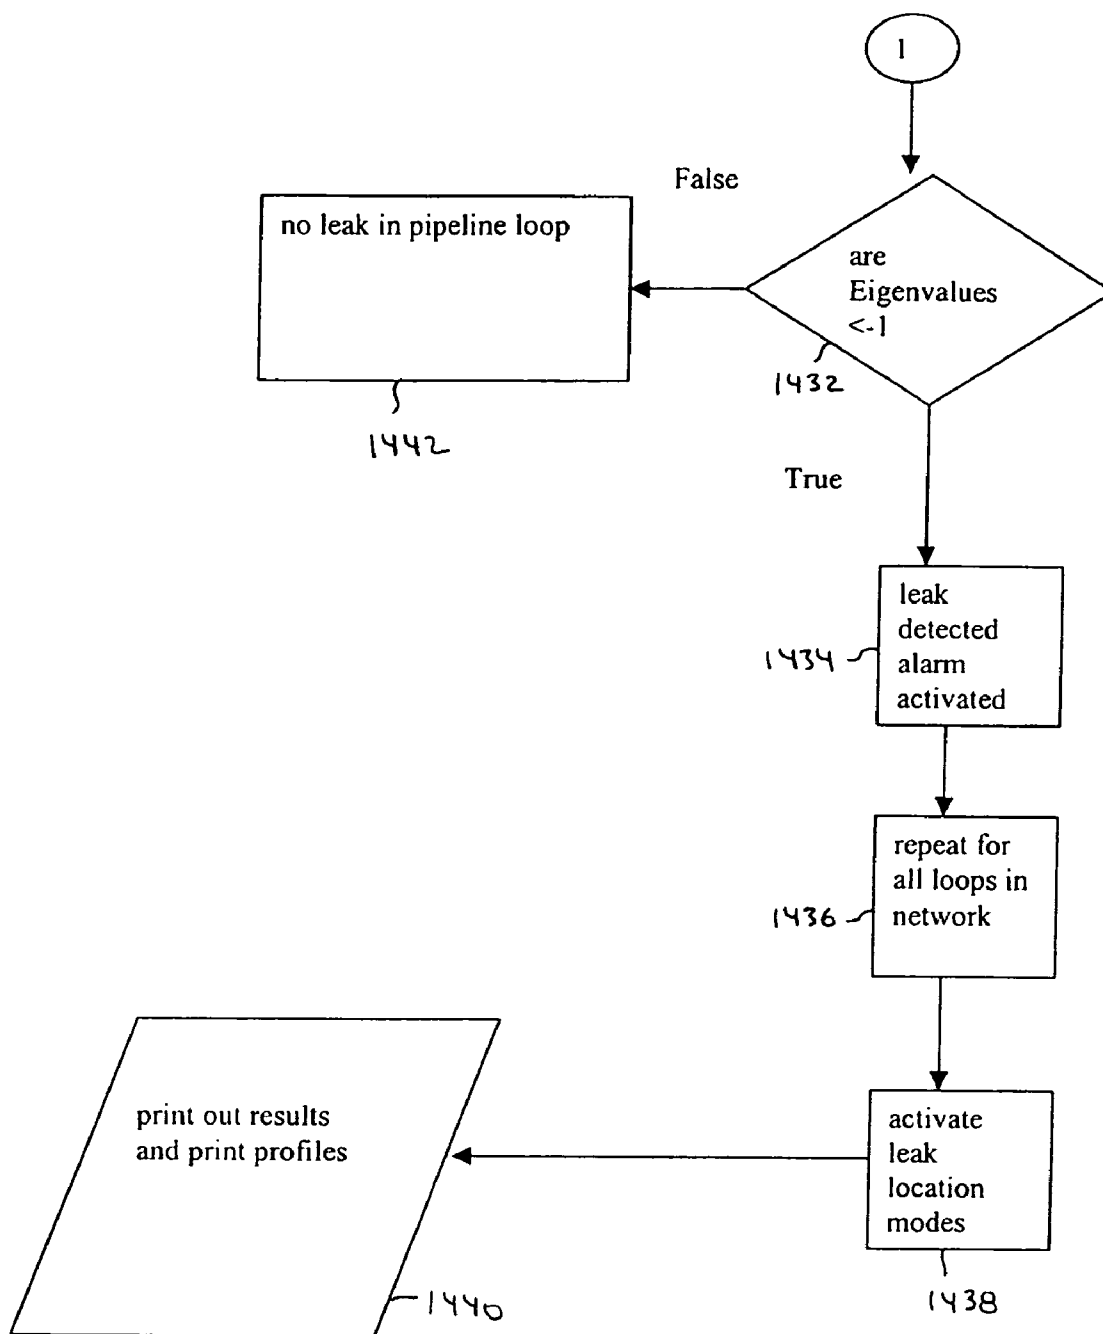 1
False
no leak in pipeline loop
are
Eigenvalues
<-1
1432
1442
True
leak
detected
alarm
activated
1434
repeat for
all loops in
network
1436
print out results
and print profiles
activate
leak
location
modes
1440
1438